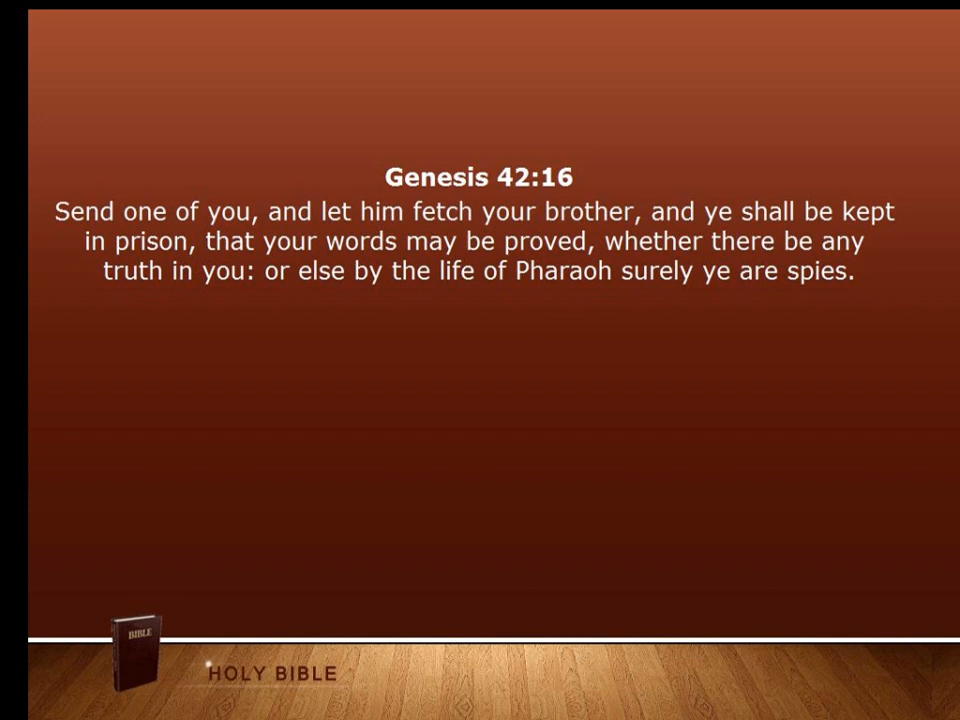 Genesis 42:16
Send one of you, and let him fetch your brother, and ye shall be kept
in prison, that your words may be proved, whether there be any
truth in you: or else by the life of Pharaoh surely ye are spies.
BIBLE
HOLY BIBLE